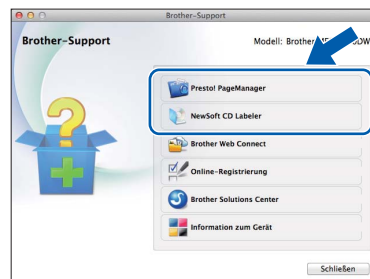 Brother-Support
Brother-Support
Modell: Brother
Presto! PageManager
NewSoft CD Labeler
Brother Web Connect
Online-Registrierung
Brother Solutions Center
Information zum Gerät
Schließen